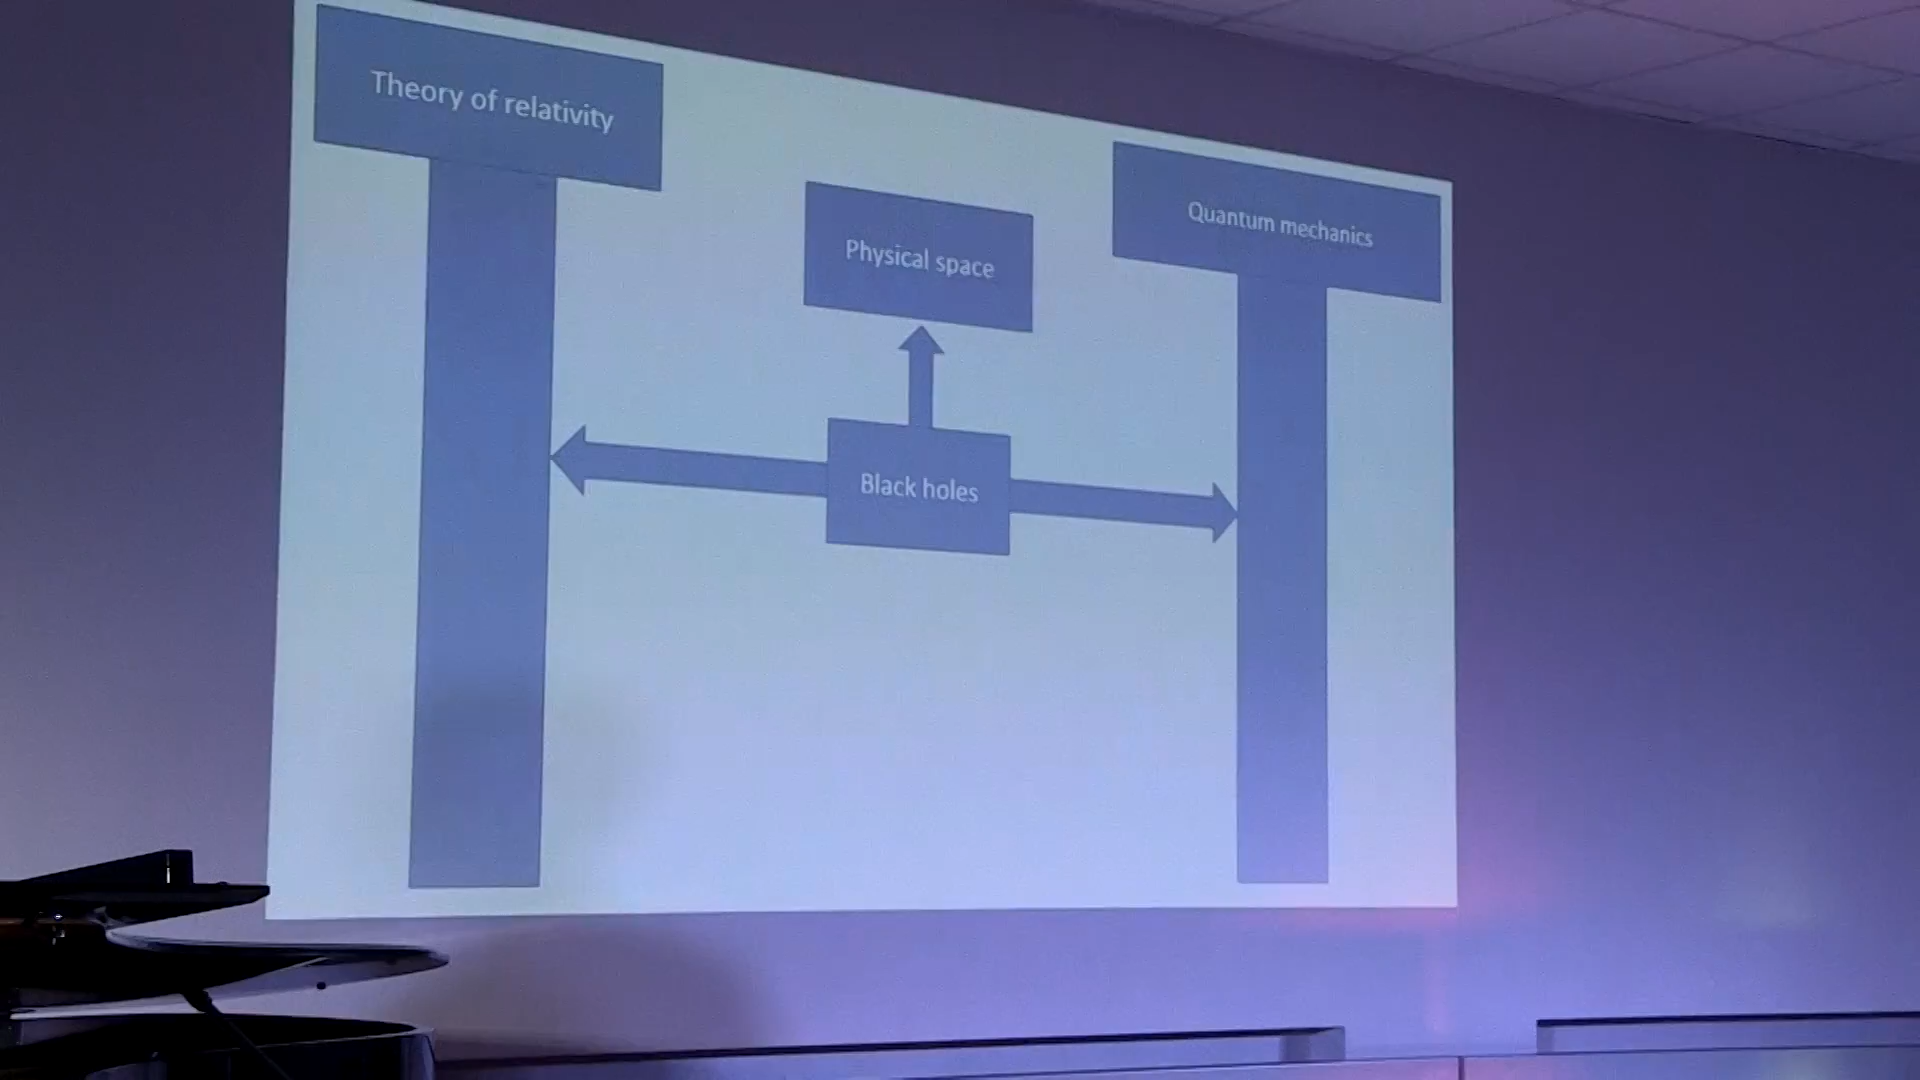 Theory of relativity
Physical space
Quantum mechanics
Black holes